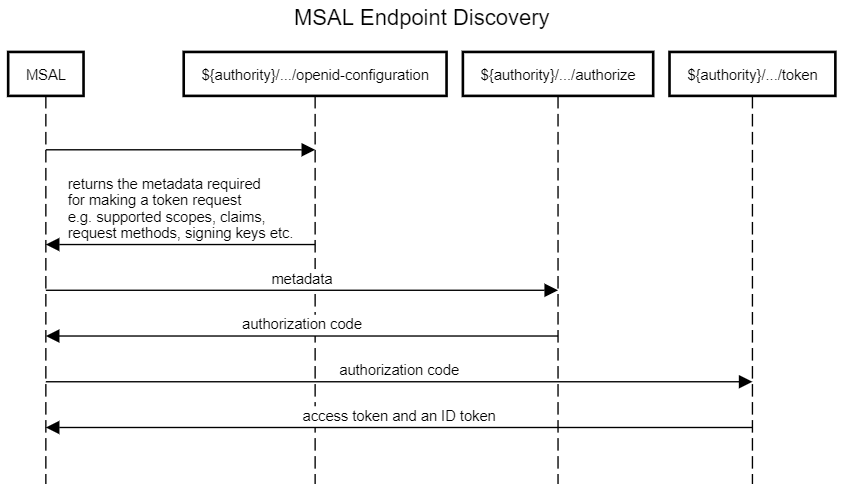 MSAL Endpoint Discovery
MSAL
${authority}/.../openid-configuration
${authority}/.../authorize
${authority}/.../token
returns the metadata required
for making a token request
e.g. supported scopes, claims,
request methods, signing keys etc.
metadata
authorization code
authorization code
access token and an ID token